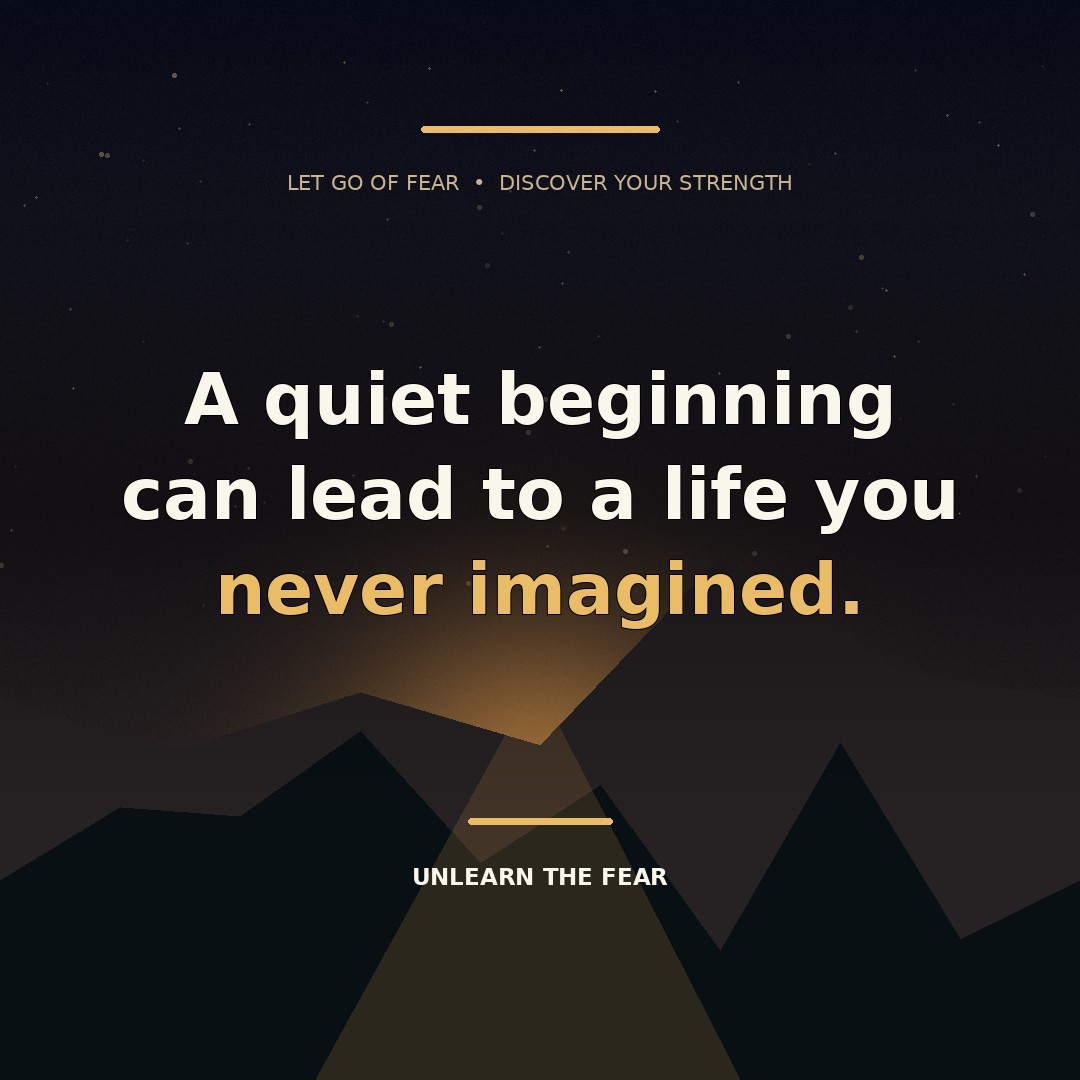 LET GO OF FEAR • DISCOVER YOUR STRENGTH
A quiet beginning
can lead to a life you
never imagined.
UNLEARN THE FEAR